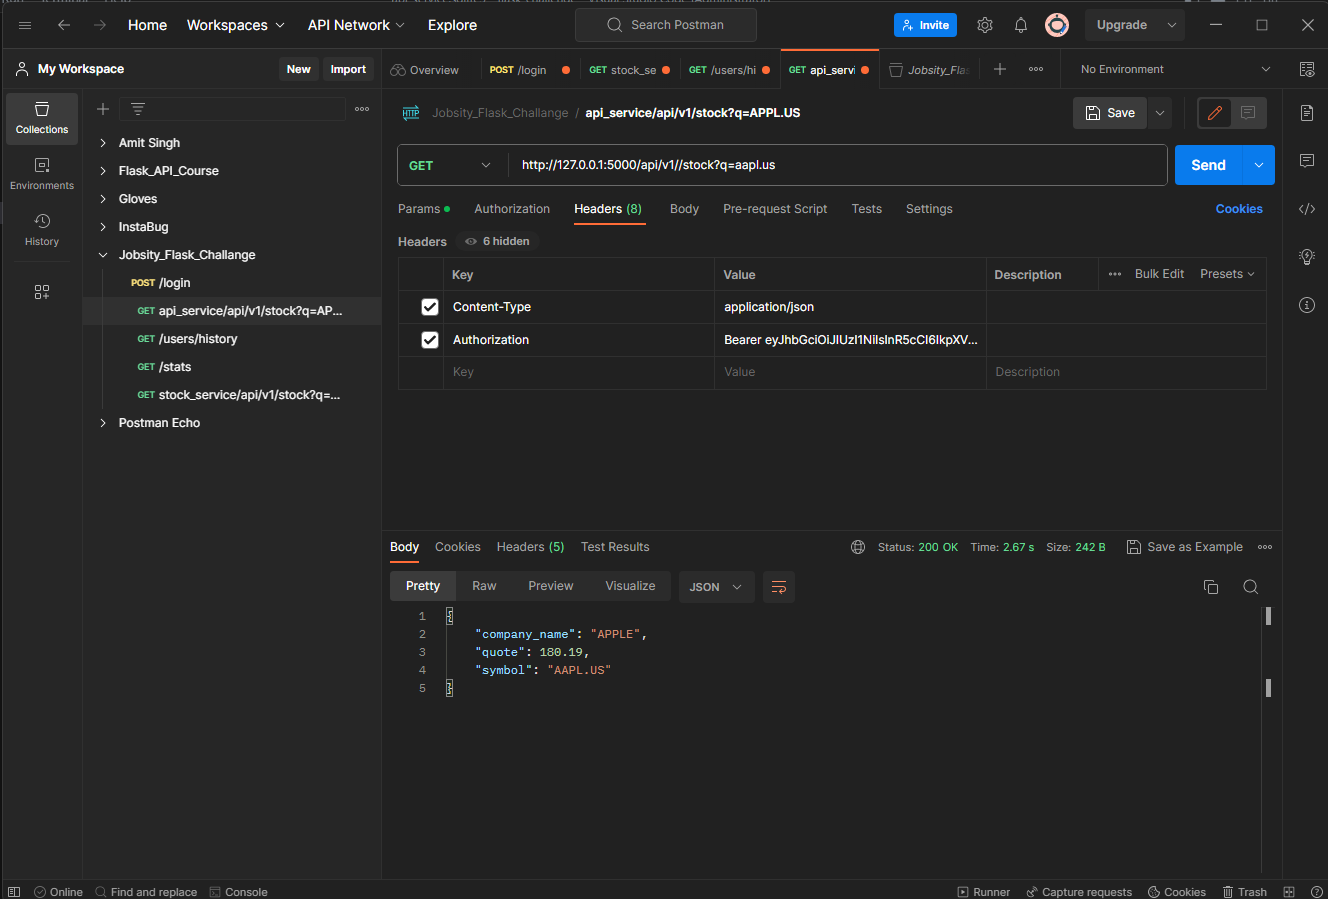 Home Workspaces API Network Explore Search Postman Invite Upgrade
My Workspace New Import Overview POST /login GET stock_se GET /users/hi GET api_servi Jobsity_Flas No Environment
Collections
Environments
History
Amit Singh
Flask_API_Course
Gloves
InstaBug
Jobsity_Flask_Challange
POST /login
GET api_service/api/v1/stock?q=AP...
GET /users/history
GET /stats
GET stock_service/api/v1/stock?q=...
Postman Echo
HTTP Jobsity_Flask_Challange / api_service/api/v1/stock?q=APPL.US Save
GET http://127.0.0.1:5000/api/v1//stock?q=aapl.us Send
Params Authorization Headers (8) Body Pre-request Script Tests Settings Cookies
Headers 6 hidden
Key Value Description Bulk Edit Presets
Content-Type application/json
Authorization Bearer eyJhbGciOiJIUzI1NiIsInR5cCI6IkpXV...
Key Value Description
Body Cookies Headers (5) Test Results Status: 200 OK Time: 2.67 s Size: 242 B Save as Example
Pretty Raw Preview Visualize JSON
1 {
2 "company_name": "APPLE",
3 "quote": 180.19,
4 "symbol": "AAPL.US"
5 }
Online Find and replace Console Runner Capture requests Cookies Trash